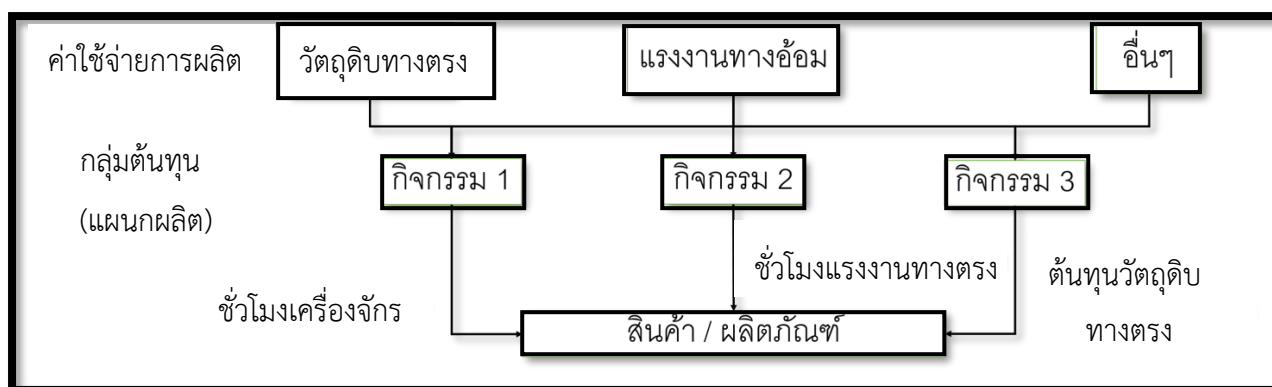 ค่าใช้จ่ายการผลิต
วัตถุดิบทางตรง
แรงงานทางอ้อม
อื่นๆ
กลุ่มต้นทุน
(แผนกผลิต)
กิจกรรม 1
กิจกรรม 2
กิจกรรม 3
ชั่วโมงเครื่องจักร
ชั่วโมงแรงงานทางตรง
ต้นทุนวัตถุดิบ
ทางตรง
สินค้า / ผลิตภัณฑ์